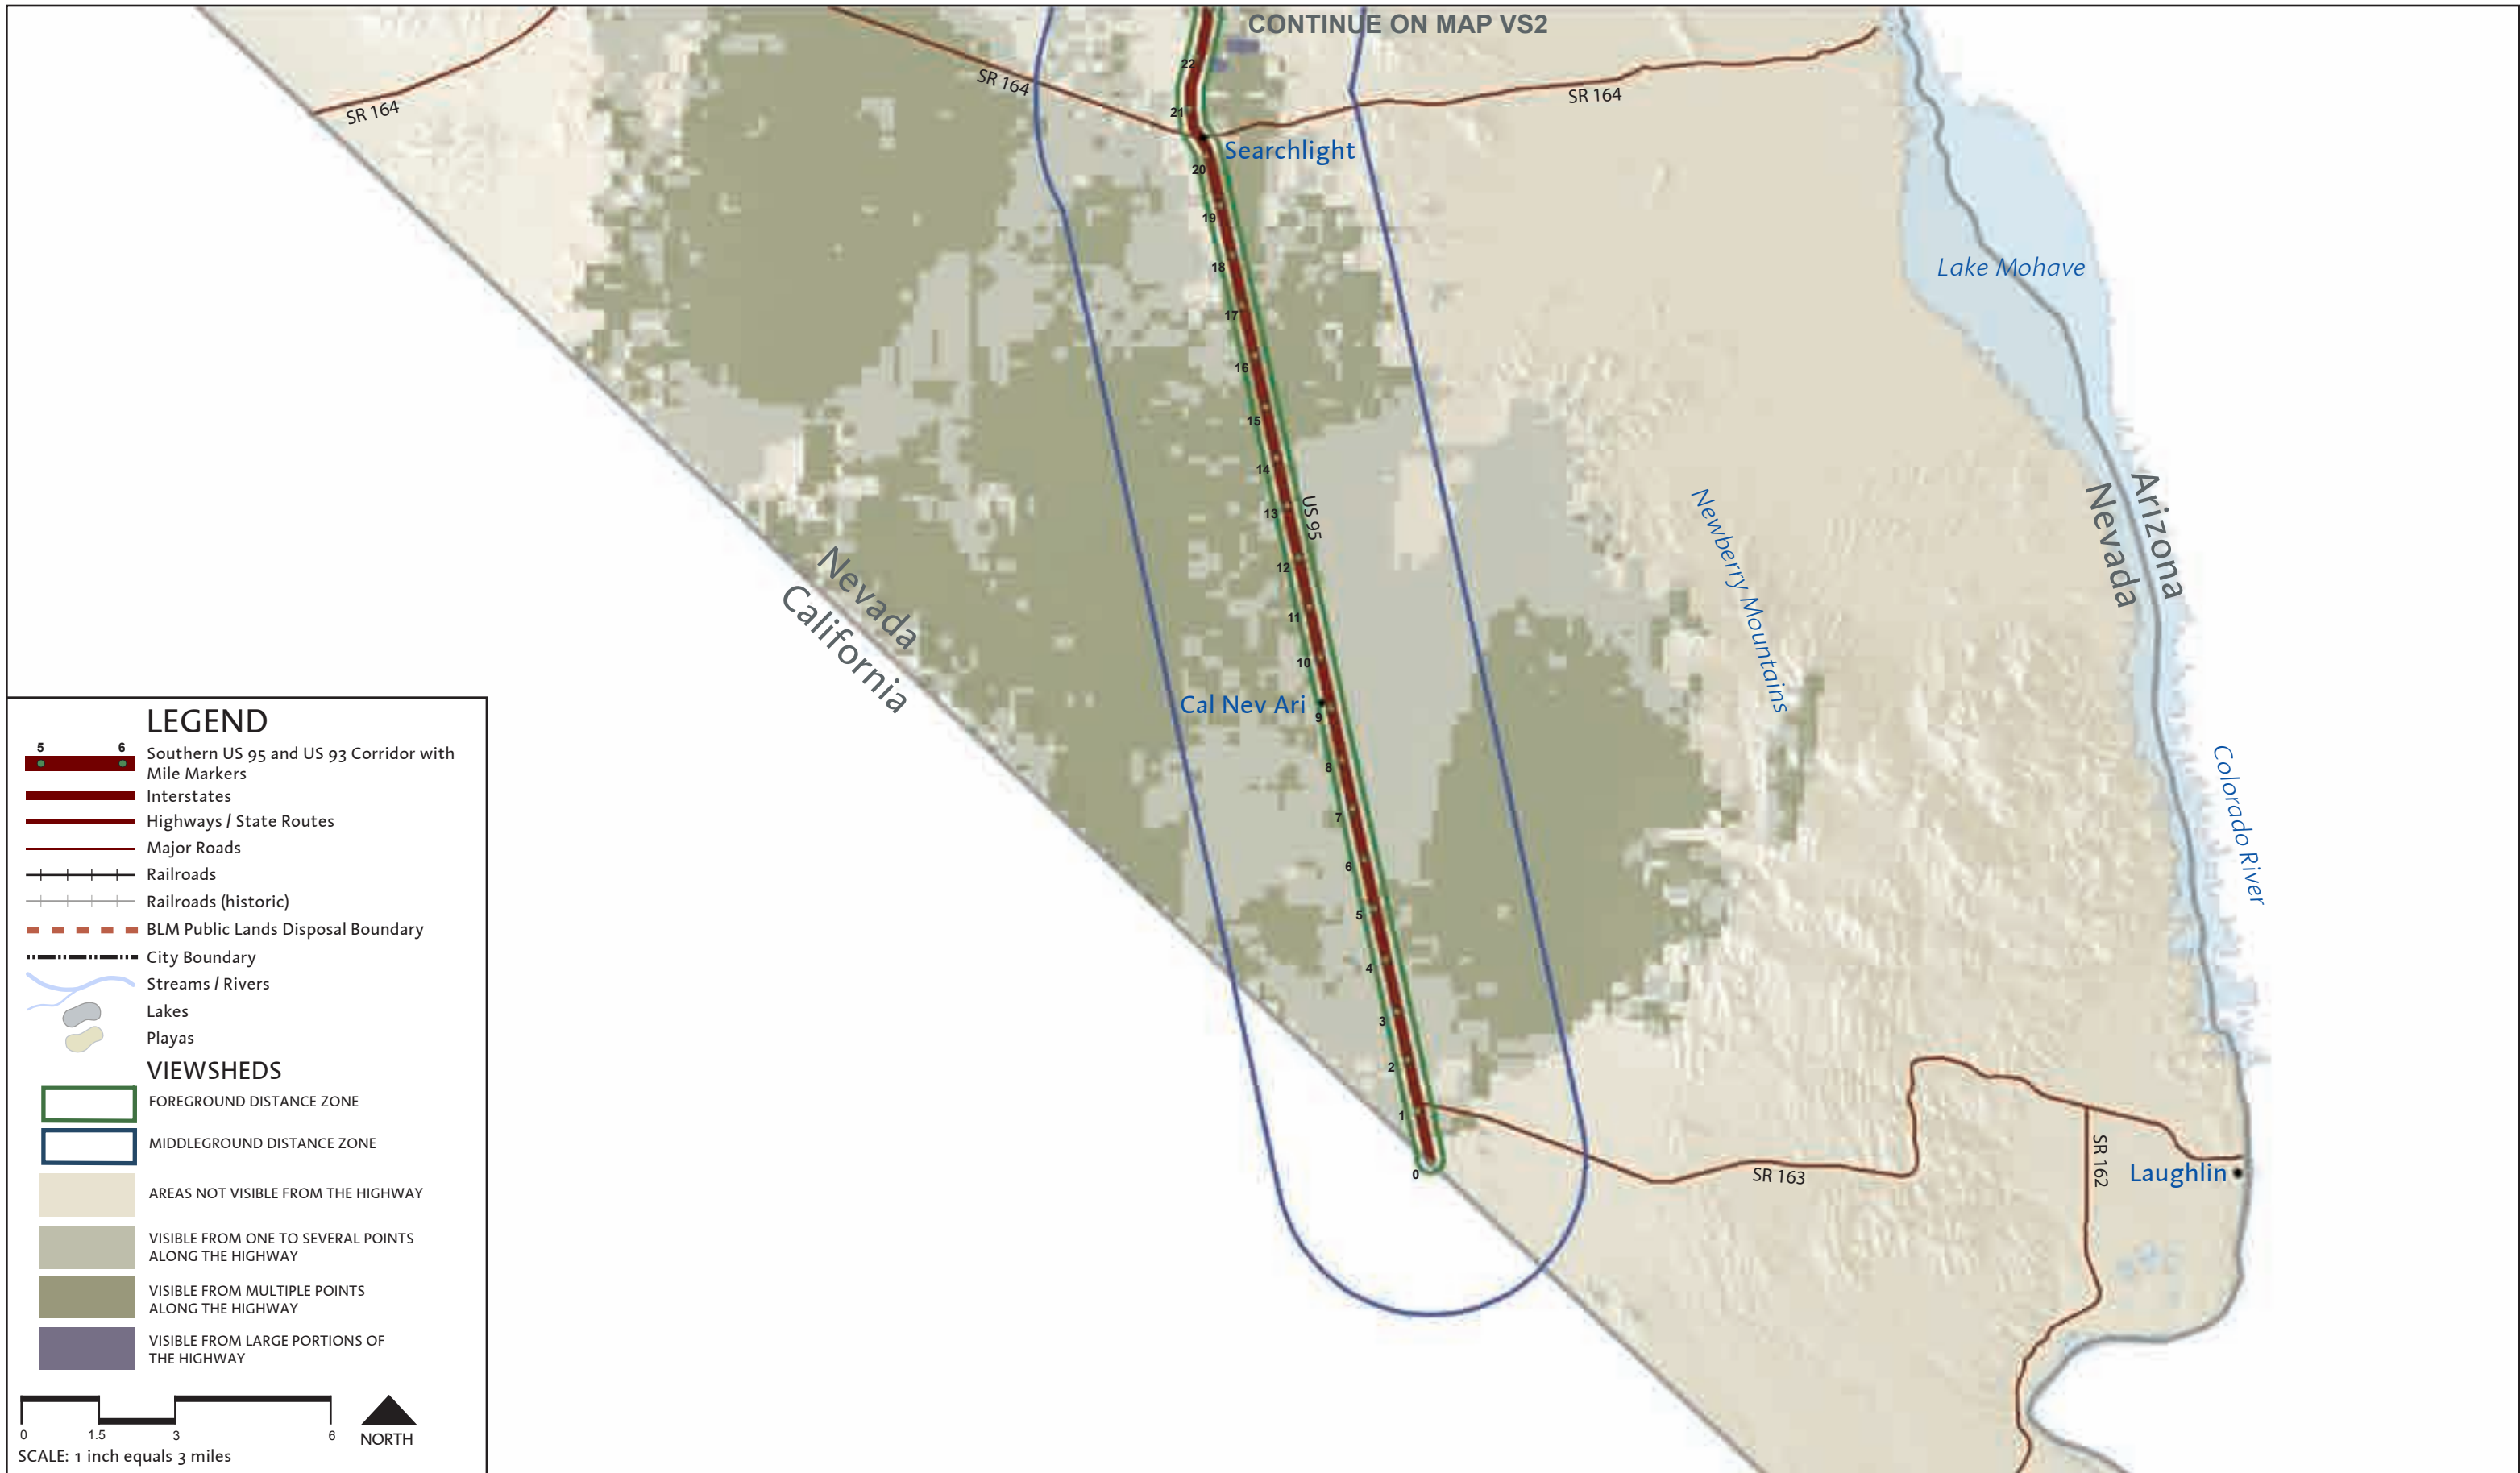 CONTINUE ON MAP VS2
22
SR 164
SR 164
SR 164
21
Searchlight
20
19
18
Lake Mohave
17
16
15
14
13
US 95
Newberry Mountains
Arizona
Nevada
12
Nevada
California
11
10
Cal Nev Ari
9
8
Colorado River
7
6
5
4
3
2
1
0
SR 163
SR 162
Laughlin
LEGEND
5 6
Southern US 95 and US 93 Corridor with
Mile Markers
Interstates
Highways / State Routes
Major Roads
Railroads
Railroads (historic)
BLM Public Lands Disposal Boundary
City Boundary
Streams / Rivers
Lakes
Playas
VIEWSHEDS
FOREGROUND DISTANCE ZONE
MIDDLEGROUND DISTANCE ZONE
AREAS NOT VISIBLE FROM THE HIGHWAY
VISIBLE FROM ONE TO SEVERAL POINTS
ALONG THE HIGHWAY
VISIBLE FROM MULTIPLE POINTS
ALONG THE HIGHWAY
VISIBLE FROM LARGE PORTIONS OF
THE HIGHWAY
0 1.5 3 6
NORTH
SCALE: 1 inch equals 3 miles